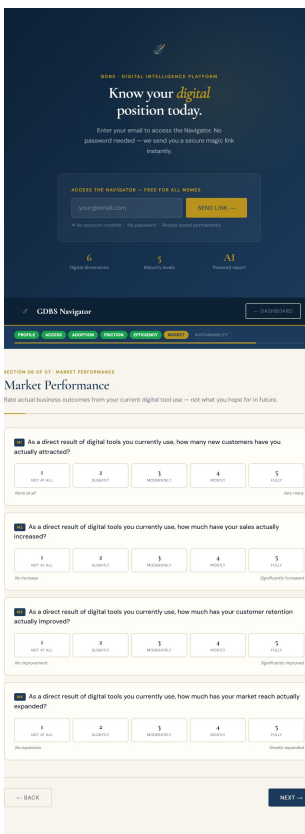 GDBS · DIGITAL INTELLIGENCE PLATFORM
Know your digital
position today.
Enter your email to access the Navigator. No
password needed — we send you a secure magic link
instantly.
ACCESS THE NAVIGATOR — FREE FOR ALL MSMES
your@email.com
SEND LINK →
No account creation · No password · Results saved permanently
6
Digital dimensions
5
Maturity levels
AI
Powered report
GDBS Navigator
← DASHBOARD
PROFILE
ACCESS
ADOPTION
FRICTION
EFFICIENCY
MARKET
SUSTAINABILITY
SECTION 06 OF 07 · MARKET PERFORMANCE
Market Performance
Rate actual business outcomes from your current digital tool use — not what you hope for in future.
M1 As a direct result of digital tools you currently use, how many new customers have you
actually attracted?
1 2 3 4 5
NOT AT ALL SLIGHTLY MODERATELY MOSTLY FULLY
None at all Very many
M2 As a direct result of digital tools you currently use, how much have your sales actually
increased?
1 2 3 4 5
NOT AT ALL SLIGHTLY MODERATELY MOSTLY FULLY
No increase Significantly increased
M3 As a direct result of digital tools you currently use, how much has your customer retention
actually improved?
1 2 3 4 5
NOT AT ALL SLIGHTLY MODERATELY MOSTLY FULLY
No improvement Significantly improved
M4 As a direct result of digital tools you currently use, how much has your market reach actually
expanded?
1 2 3 4 5
NOT AT ALL SLIGHTLY MODERATELY MOSTLY FULLY
No expansion Greatly expanded
← BACK
NEXT →